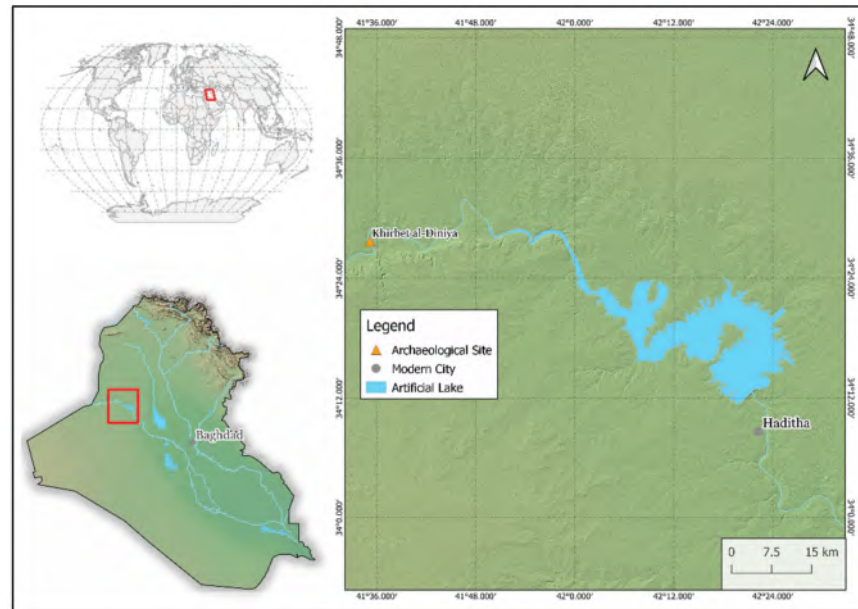 41°36.000'
41°48.000'
42°0.000'
42°12.000'
42°24.000'
34°48.000'
34°48.000'
34°36.000'
34°36.000'
Khirbet al-Diniya
34°24.000'
34°24.000'
Legend
Archaeological Site
Modern City
Artificial Lake
34°12.000'
34°12.000'
Baghdad
Haditha
34°0.000'
34°0.000'
0 7.5 15 km
41°36.000'
41°48.000'
42°0.000'
42°12.000'
42°24.000'